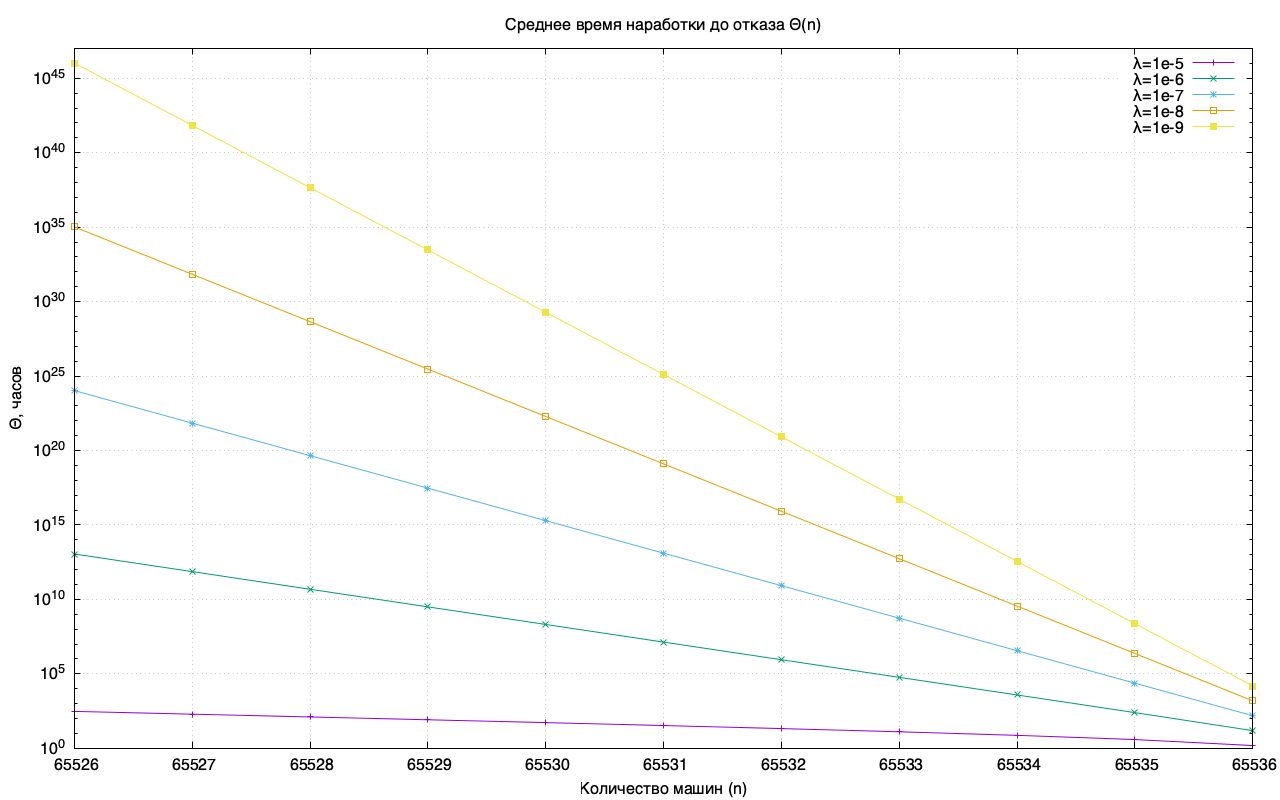 Среднее время наработки до отказа Θ(n)
λ=1e-5
λ=1e-6
λ=1e-7
λ=1e-8
λ=1e-9
10^45
10^40
10^35
10^30
10^25
10^20
10^15
10^10
10^5
10^0
Θ, часов
65526 65527 65528 65529 65530 65531 65532 65533 65534 65535 65536
Количество машин (n)